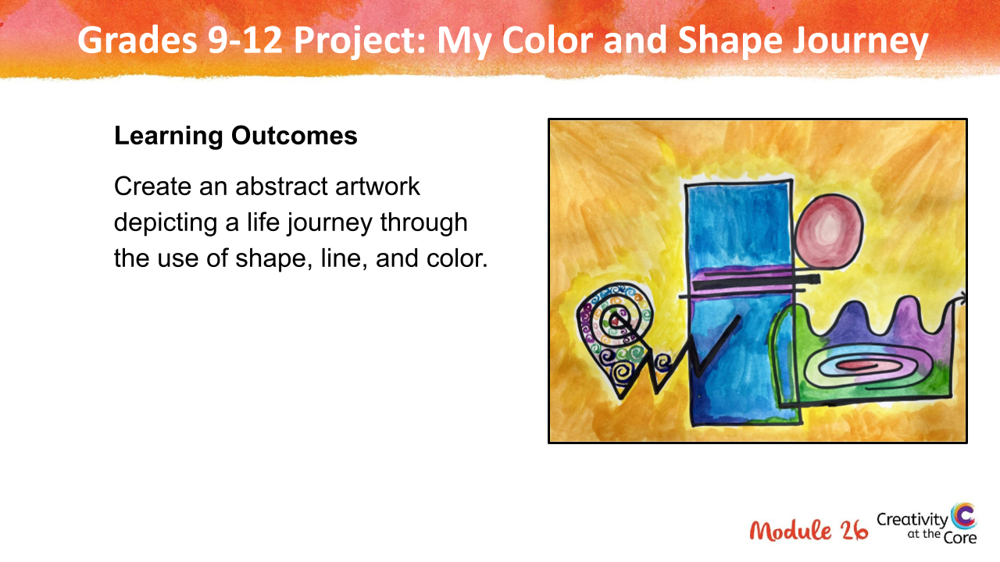 Grades 9-12 Project: My Color and Shape Journey
Learning Outcomes
Create an abstract artwork
depicting a life journey through
the use of shape, line, and color.
Module 26
Creativity
at the Core